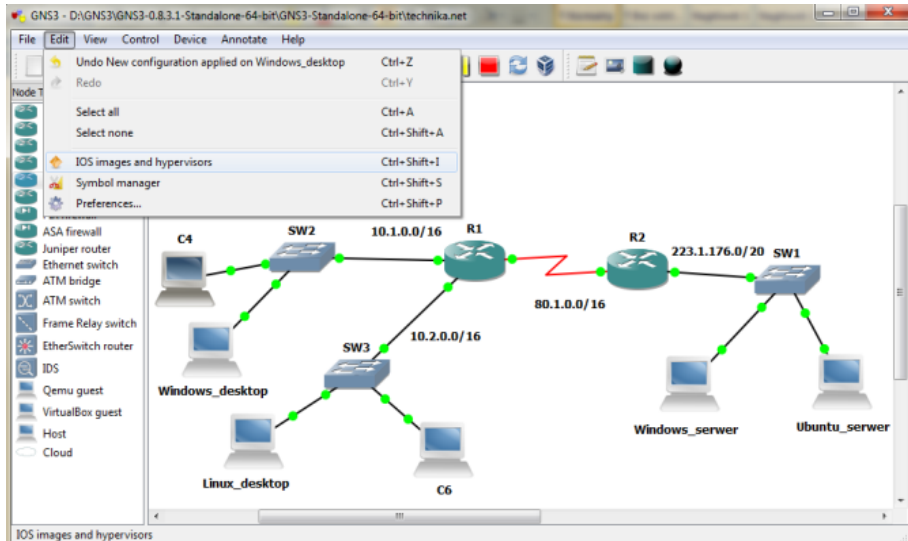 GNS3 - D:\GNS3\GNS3-0.8.3.1-Standalone-64-bit\GNS3-Standalone-64-bit\technika.net
File Edit View Control Device Annotate Help
Undo New configuration applied on Windows_desktop Ctrl+Z
Redo Ctrl+Y
Node T
Select all Ctrl+A
Select none Ctrl+Shift+A
IOS images and hypervisors Ctrl+Shift+I
Symbol manager Ctrl+Shift+S
Preferences... Ctrl+Shift+P
ASA firewall
Juniper router
Ethernet switch
ATM bridge
ATM switch
Frame Relay switch
EtherSwitch router
IDS
Qemu guest
VirtualBox guest
Host
Cloud
C4
SW2
10.1.0.0/16
R1
R2
223.1.176.0/20
SW1
80.1.0.0/16
10.2.0.0/16
SW3
Windows_desktop
Windows_serwer
Ubuntu_serwer
Linux_desktop
C6
IOS images and hypervisors